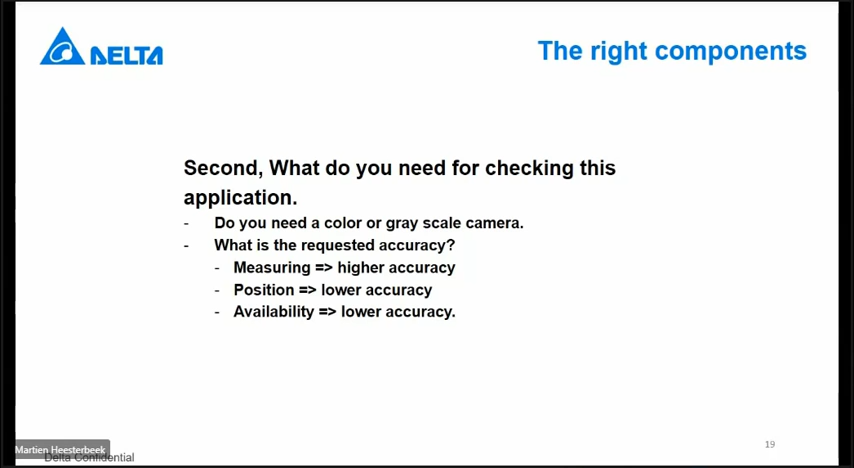 DELTA
The right components
Second, What do you need for checking this
application.
- Do you need a color or gray scale camera.
- What is the requested accuracy?
- Measuring => higher accuracy
- Position => lower accuracy
- Availability => lower accuracy.
19
Martien Heesterbeek
Delta Confidential